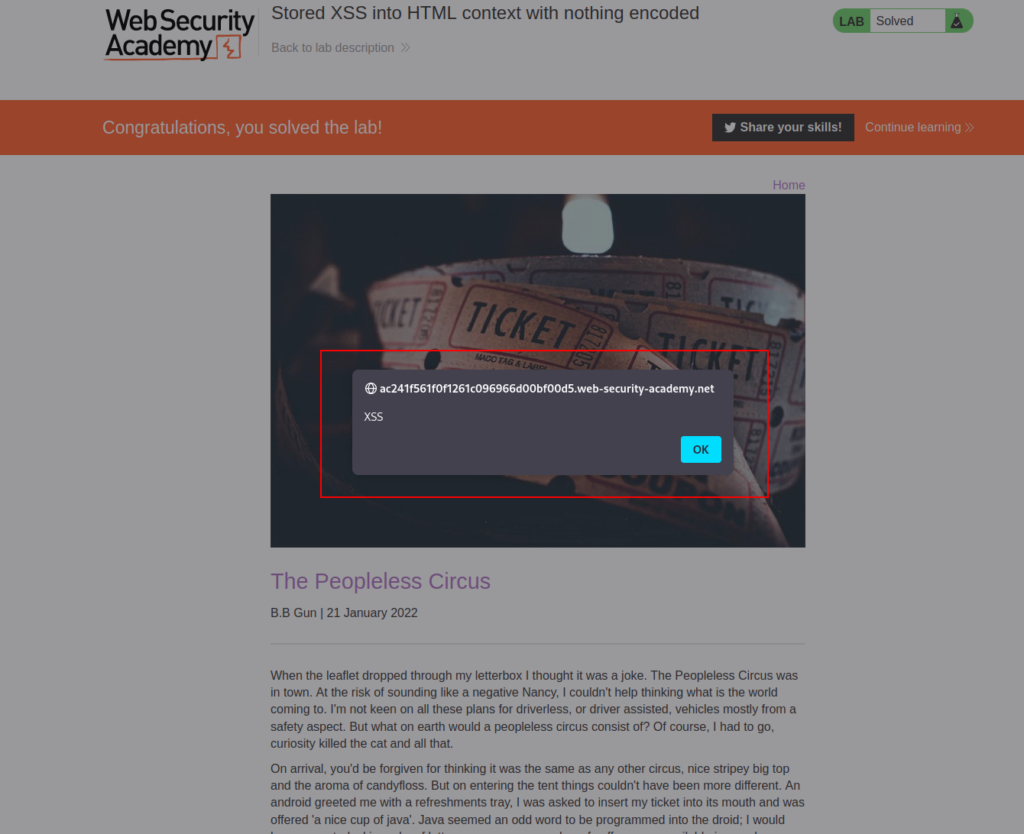 Web Security
Academy
Stored XSS into HTML context with nothing encoded
Back to lab description
LAB Solved
Congratulations, you solved the lab!
Share your skills!
Continue learning
Home
TICKET
817205
TICKET
TICKET
ac241f561f0f1261c096966d00bf00d5.web-security-academy.net
XSS
OK
The Peopleless Circus
B.B Gun | 21 January 2022
When the leaflet dropped through my letterbox I thought it was a joke. The Peopleless Circus was
in town. At the risk of sounding like a negative Nancy, I couldn't help thinking what is the world
coming to. I'm not keen on all these plans for driverless, or driver assisted, vehicles mostly from a
safety aspect. But what on earth would a peopleless circus consist of? Of course, I had to go,
curiosity killed the cat and all that.
On arrival, you'd be forgiven for thinking it was the same as any other circus, nice stripey big top
and the aroma of candyfloss. But on entering the tent things couldn't have been more different. An
android greeted me with a refreshments tray, I was asked to insert my ticket into its mouth and was
offered 'a nice cup of java'. Java seemed an odd word to be programmed into the droid; I would